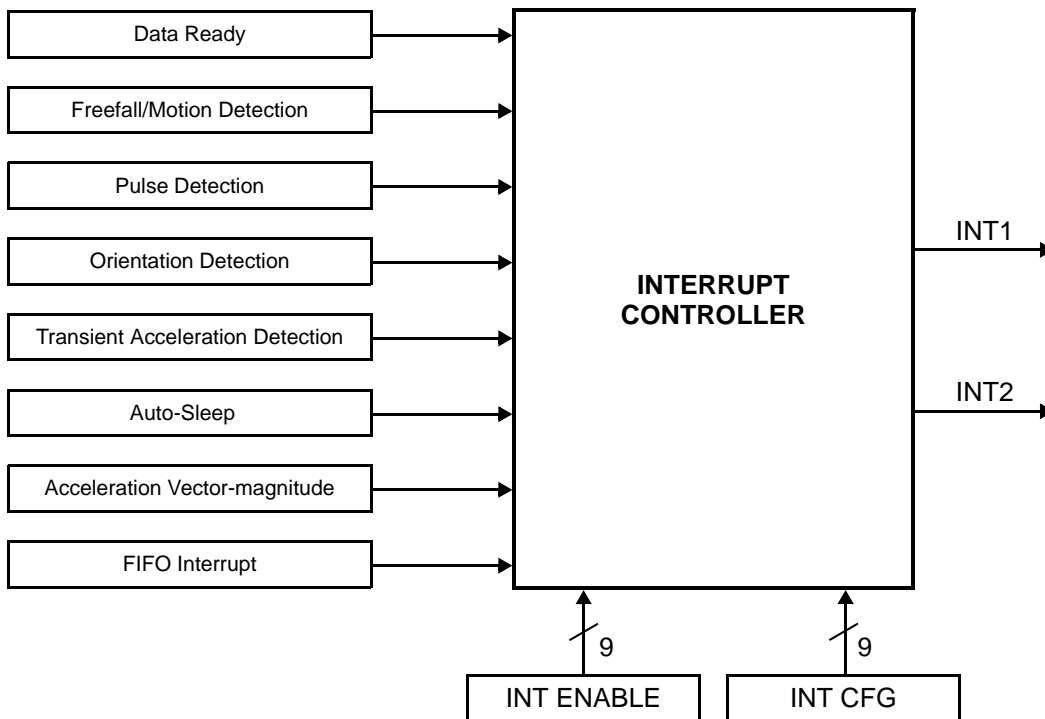 Data Ready
Freefall/Motion Detection
Pulse Detection
Orientation Detection
Transient Acceleration Detection
Auto-Sleep
Acceleration Vector-magnitude
FIFO Interrupt
INTERRUPT
CONTROLLER
INT1
INT2
9
9
INT ENABLE
INT CFG